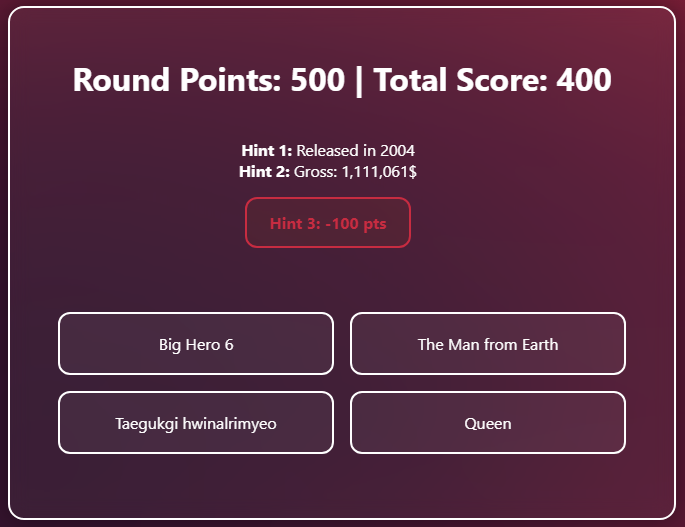 Round Points: 500 | Total Score: 400
Hint 1: Released in 2004
Hint 2: Gross: 1,111,061$
Hint 3: -100 pts
Big Hero 6
The Man from Earth
Taegukgi hwinalrimyeo
Queen